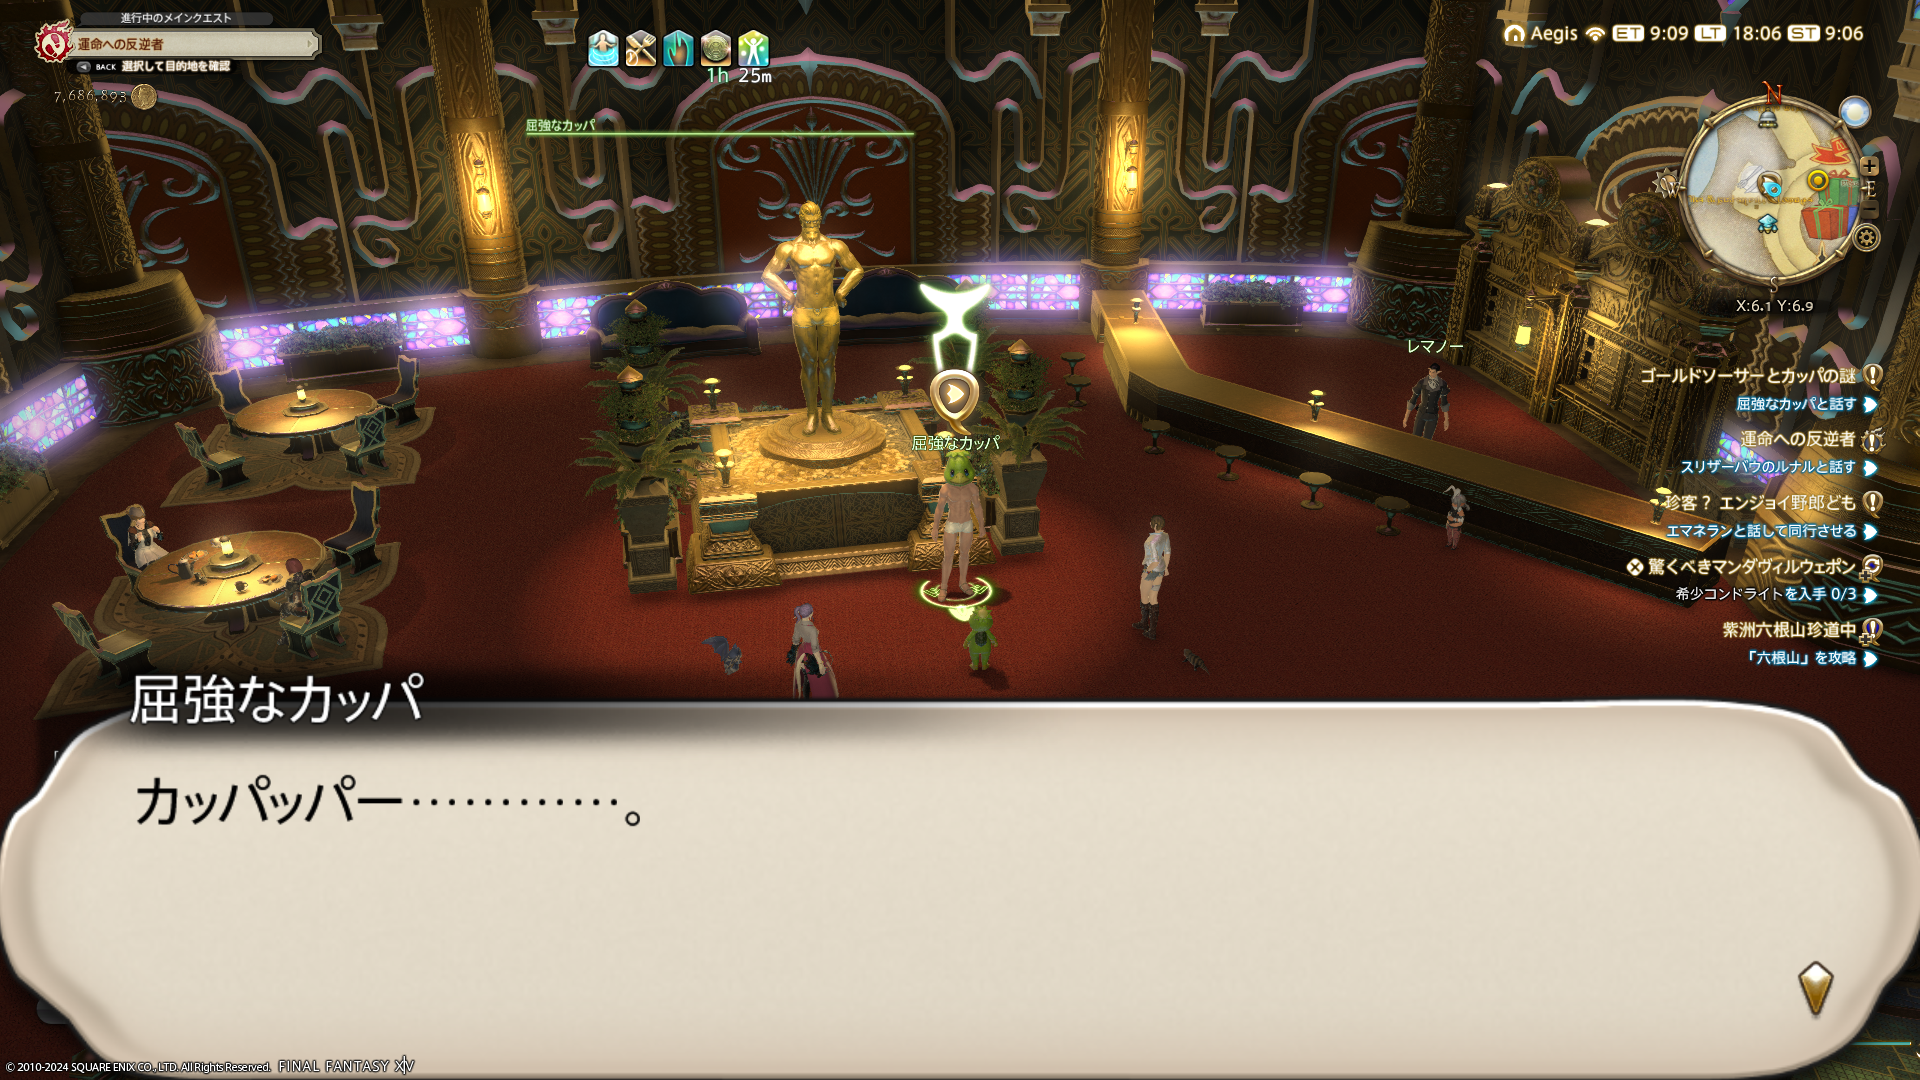 進行中のメインクエスト
運命への反逆者
BACK 選択して目的地を確認
7,686,893
1h 25m
屈強なカッパ
Aegis ET 9:09 LT 18:06 ST 9:06
N
E
S
W
X:6.1 Y:6.9
レマノー
ゴールドソーサーとカッパの謎
屈強なカッパと話す
運命への反逆者
スリザーバウのルナルと話す
珍客？ エンジョイ野郎ども
エマネランと話して同行させる
驚くべきマンダヴィルウェポン
希少コンドライトを入手 0/3
紫洲六根山珍道中
「六根山」を攻略
屈強なカッパ
屈強なカッパ
カッパッパー…………。
© 2010-2024 SQUARE ENIX CO., LTD. All Rights Reserved. FINAL FANTASY XIV